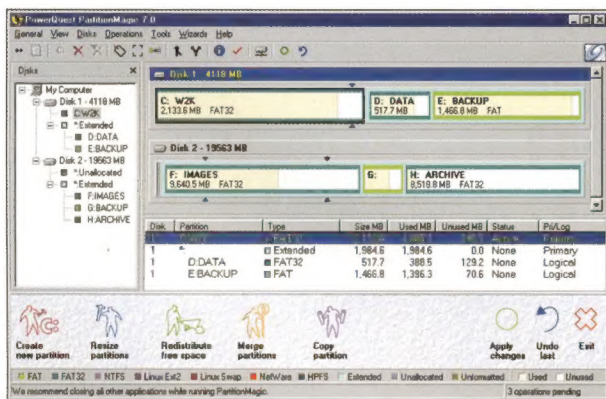 PowerQuest PartitionMagic 7.0
General View Disks Operations Tools Wizards Help
Disks
My Computer
Disk 1 - 4118 MB
C:W2K
*:Extended
D:DATA
E:BACKUP
Disk 2 - 19563 MB
*:Unallocated
*:Extended
F:IMAGES
G:BACKUP
H:ARCHIVE
Disk 1 - 4118 MB
C: W2K
2,133.6 MB FAT32
D: DATA
517.7 MB
E: BACKUP
1,466.8 MB FAT
Disk 2 - 19563 MB
F: IMAGES
9,640.5 MB FAT32
G:
H: ARCHIVE
8,519.8 MB FAT32
Disk Partition Type Size MB Used MB Unused MB Status Pri/Log
1 *: Extended 1,984.6 1,984.6 0.0 None Primary
1 D:DATA FAT32 517.7 388.5 129.2 None Logical
1 E:BACKUP FAT 1,466.8 1,396.3 70.6 None Logical
Create new partition
Resize partitions
Redistribute free space
Merge partitions
Copy partition
Apply changes
Undo last
Exit
FAT FAT32 NTFS Linux Ext2 Linux Swap NetWare HPFS Extended Unallocated Unformatted Used Unused
We recommend closing all other applications while running PartitionMagic. 3 operations pending